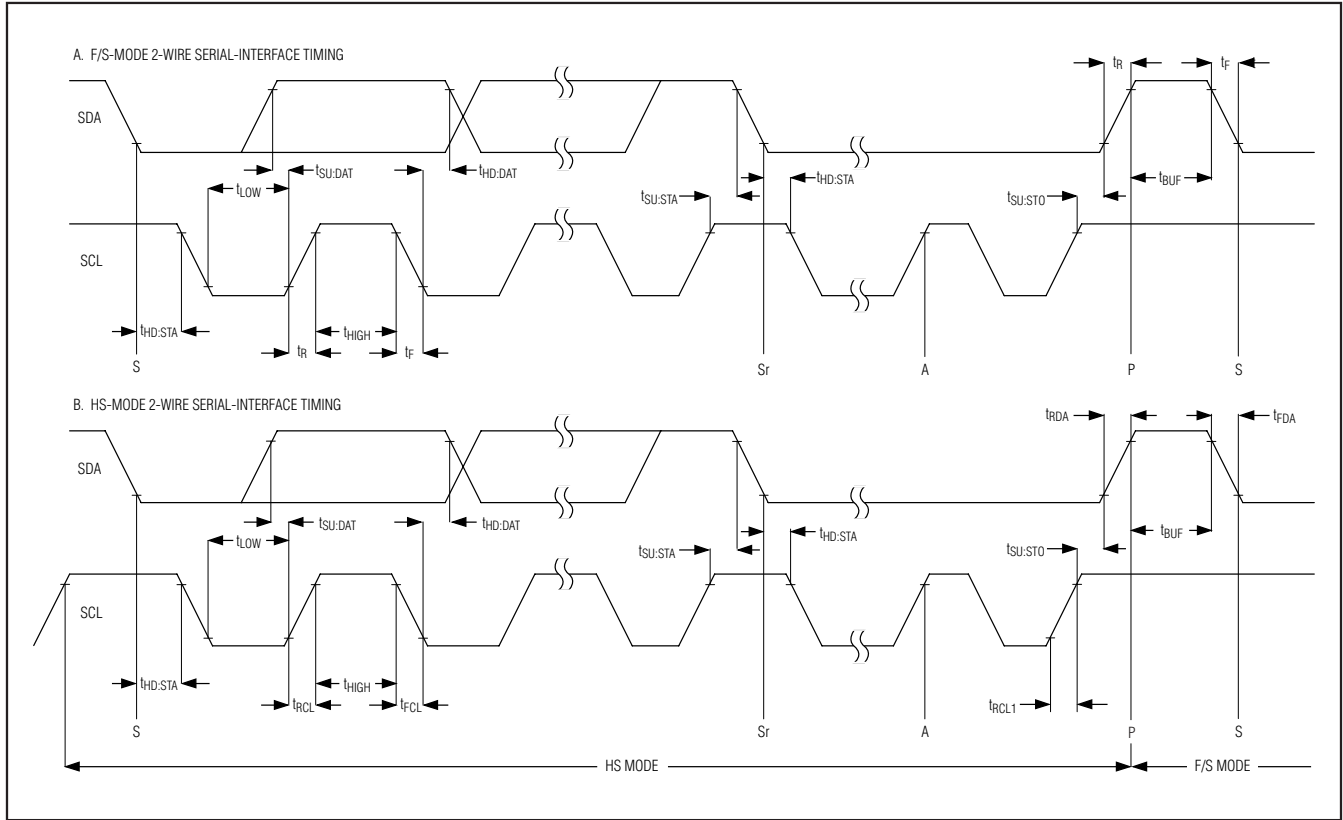 A. F/S-MODE 2-WIRE SERIAL-INTERFACE TIMING
tR
tF
SDA
tSU:DAT
tHD:DAT
tLOW
tHD:STA
tSU:STA
tSU:STO
tBUF
SCL
tHD:STA
tR
tHIGH
tF
S
Sr
A
P
S
B. HS-MODE 2-WIRE SERIAL-INTERFACE TIMING
tRDA
tFDA
SDA
tSU:DAT
tHD:DAT
tLOW
tHD:STA
tSU:STA
tSU:STO
tBUF
SCL
tHD:STA
tRCL
tHIGH
tFCL
tRCL1
S
Sr
A
P
S
HS MODE
F/S MODE